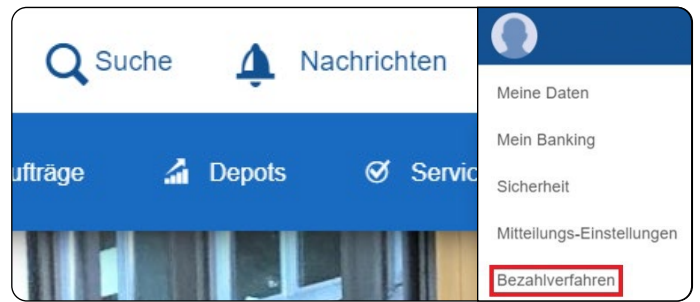 Suche
Nachrichten
ufträge
Depots
Servic
Meine Daten
Mein Banking
Sicherheit
Mitteilungs-Einstellungen
Bezahlverfahren